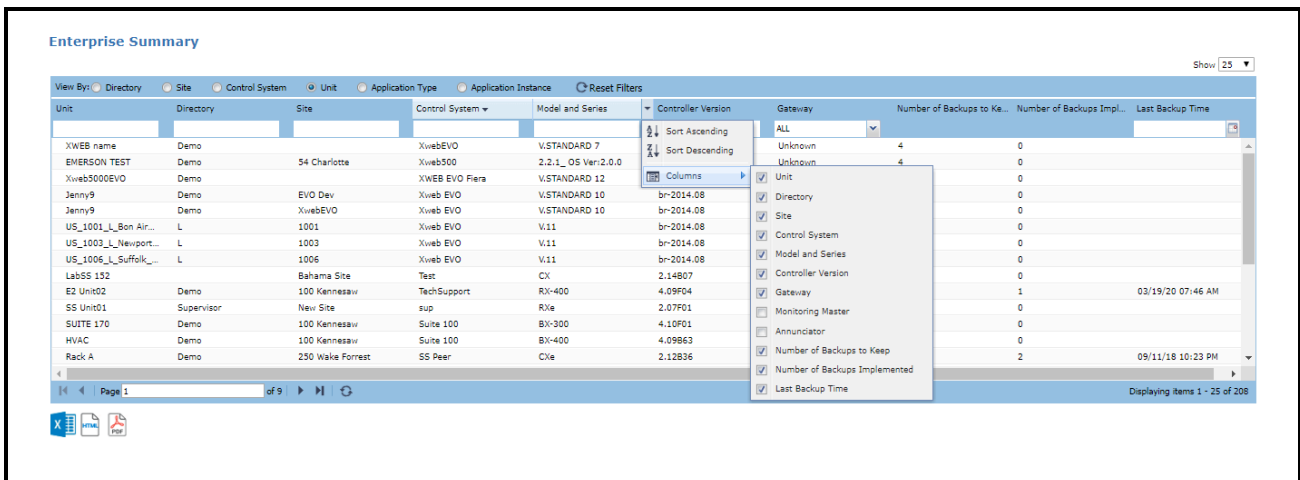 Enterprise Summary
Show 25
View By: Directory Site Control System Unit Application Type Application Instance Reset Filters
Unit Directory Site Control System Model and Series Controller Version Gateway Number of Backups to Ke... Number of Backups Impl... Last Backup Time
ALL
Sort Ascending
Sort Descending
Columns
Unit
Directory
Site
Control System
Model and Series
Controller Version
Gateway
Monitoring Master
Annunciator
Number of Backups to Keep
Number of Backups Implemented
Last Backup Time
XWEB name Demo XwebEVO V.STANDARD 7 Unknown 4 0
EMERSON TEST Demo 54 Charlotte Xweb500 2.2.1_ OS Ver:2.0.0 Unknown 4 0
Xweb5000EVO Demo XWEB EVO Fiera V.STANDARD 12 0
Jenny9 Demo EVO Dev Xweb EVO V.STANDARD 10 br-2014.08 0
Jenny9 Demo XwebEVO Xweb EVO V.STANDARD 10 br-2014.08 0
US_1001_L_Bon Air... L 1001 Xweb EVO V.11 br-2014.08 0
US_1003_L_Newport... L 1003 Xweb EVO V.11 br-2014.08 0
US_1006_L_Suffolk_... L 1006 Xweb EVO V.11 br-2014.08 0
LabSS 152 Bahama Site Test CX 2.14B07 0
E2 Unit02 Demo 100 Kennesaw TechSupport RX-400 4.09F04 1 03/19/20 07:46 AM
SS Unit01 Supervisor New Site sup RXe 2.07F01 0
SUITE 170 Demo 100 Kennesaw Suite 100 BX-300 4.10F01 0
HVAC Demo 100 Kennesaw Suite 100 BX-400 4.09B63 0
Rack A Demo 250 Wake Forrest SS Peer CXe 2.12B36 2 09/11/18 10:23 PM
Page 1 of 9 Displaying items 1 - 25 of 208
X HTML PDF